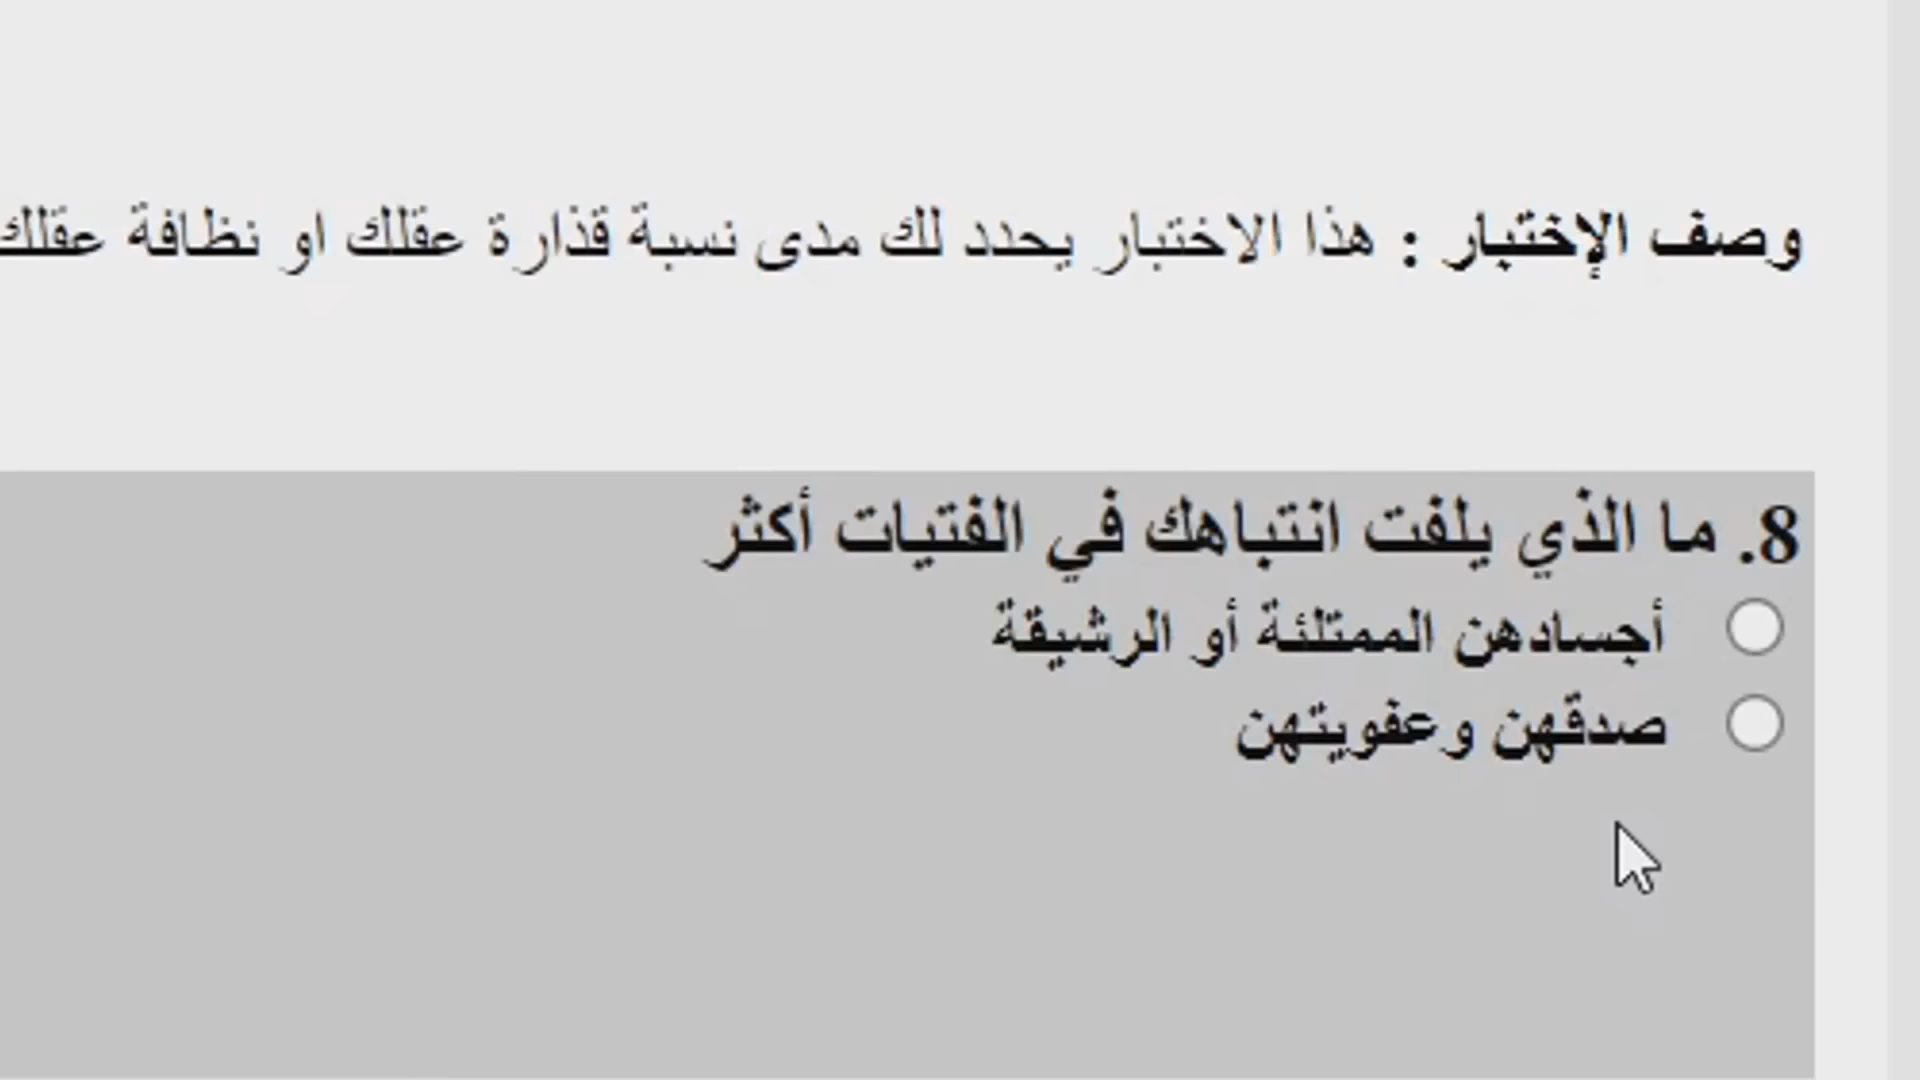 وصف الإختبار : هذا الاختبار يحدد لك مدى نسبة قذارة عقلك او نظافة عقلك
8. ما الذي يلفت انتباهك في الفتيات أكثر
أجسادهن الممتلئة أو الرشيقة
صدقهن وعفويتهن